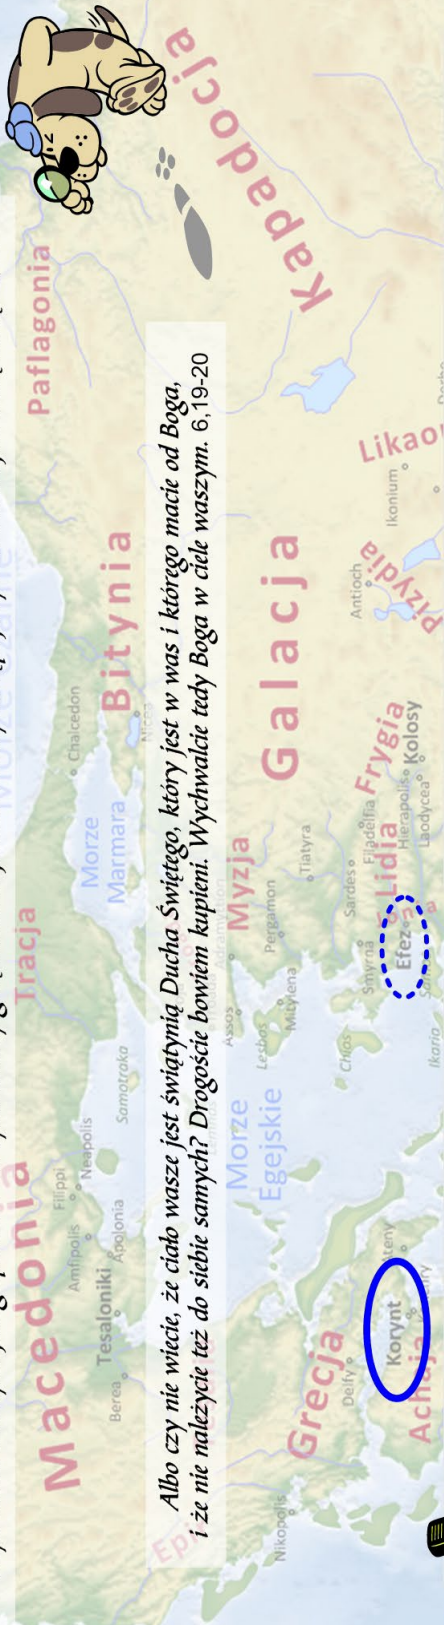 Albo czy nie wiecie, że ciało wasze jest świątynią Ducha Świętego, który jest w was i którego macie od Boga,
i że nie należycie też do siebie samych? Drogoście bowiem kupieni. Wychwalcie tedy Boga w ciele waszym. 6,19-20
Macedonia
Tracja
Paflagonia
Filippi
Neapolis
Amfipolis
Apolonia
Tesaloniki
Berea
Samotraka
Morze
Marmara
Chalcedon
Bitynia
Kapadocja
Galacja
Myzja
Assos
Lesbos
Mitylena
Pergamon
Tiatyra
Morze
Egejskie
Grecja
Delfy
Nikopolis
Ateny
Korynt
Chios
Smyrna
Sardes
Filadelfia
Lidia
Frygia
Hierapolis
Kolosy
Laodycea
Efez
Ikaria
Antioch
Pizydia
Ikonium